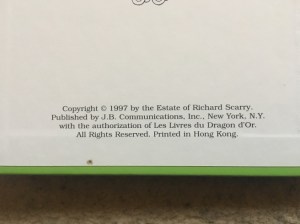 Copyright © 1997 by the Estate of Richard Scarry.
Published by J.B. Communications, Inc., New York, N.Y.
with the authorization of Les Livres du Dragon d'Or.
All Rights Reserved. Printed in Hong Kong.